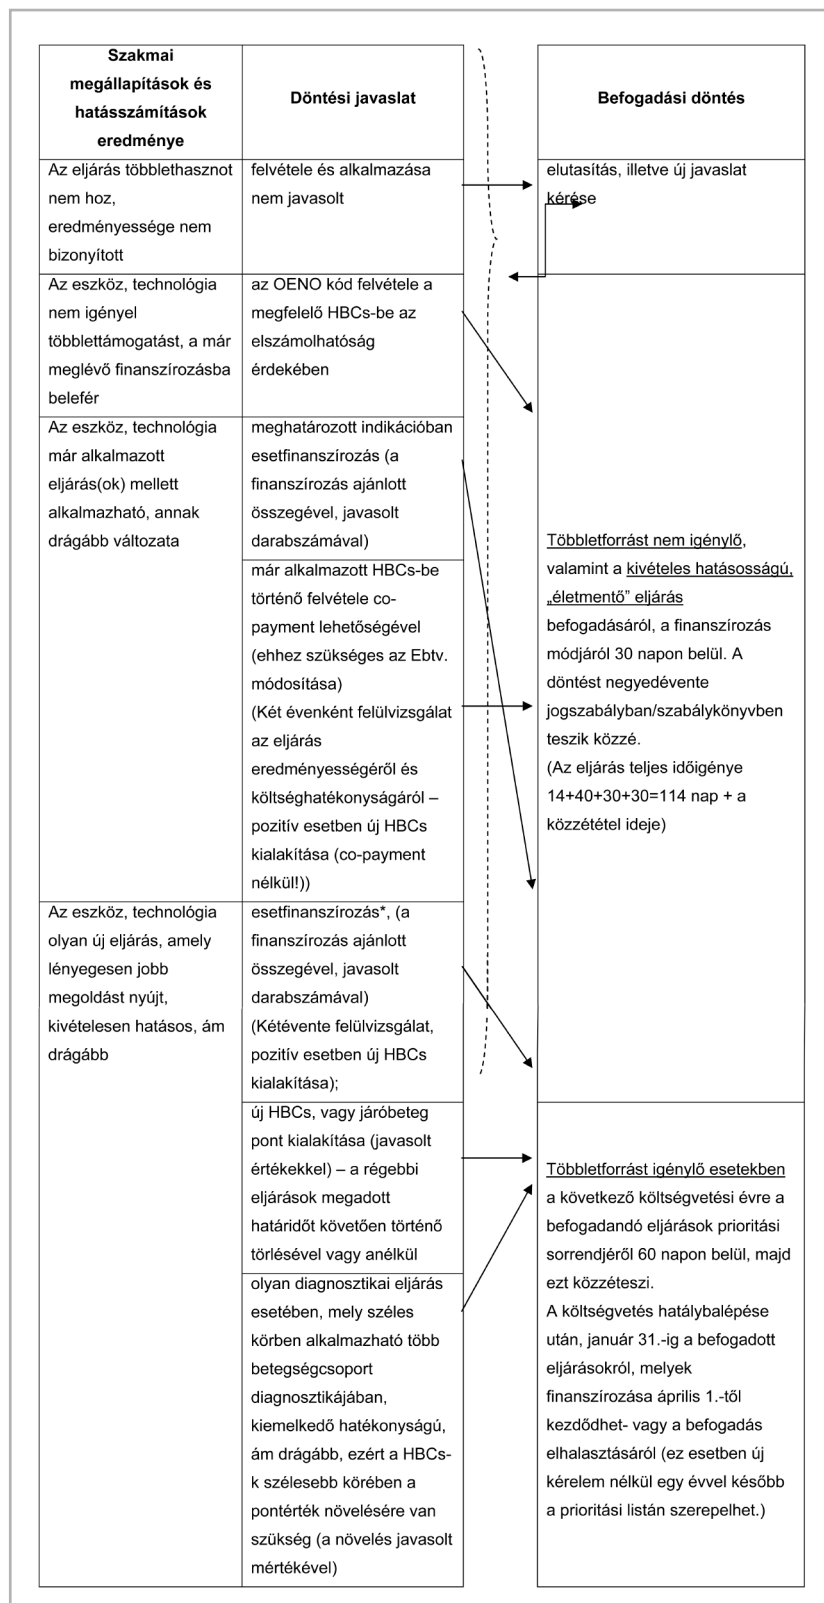 Szakmai
megállapítások és
hatásszámítások
eredménye
Döntési javaslat
Befogadási döntés
Az eljárás többlethasznot
nem hoz,
eredményessége nem
bizonyított
felvétele és alkalmazása
nem javasolt
elutasítás, illetve új javaslat
kérése
Az eszköz, technológia
nem igényel
többlettámogatást, a már
meglévő finanszírozásba
belefér
az OENO kód felvétele a
megfelelő HBCs-be az
elszámolhatóság
érdekében
Az eszköz, technológia
már alkalmazott
eljárás(ok) mellett
alkalmazható, annak
drágább változata
meghatározott indikációban
esetfinanszírozás (a
finanszírozás ajánlott
összegével, javasolt
darabszámával)
már alkalmazott HBCs-be
történő felvétele co-
payment lehetőségével
(ehhez szükséges az Ebtv.
módosítása)
(Két évenként felülvizsgálat
az eljárás
eredményességéről és
költséghatékonyságáról –
pozitív esetben új HBCs
kialakítása (co-payment
nélkül!))
Többletforrást nem igénylő,
valamint a kivételes hatásosságú,
„életmentő” eljárás
befogadásáról, a finanszírozás
módjáról 30 napon belül. A
döntést negyedévente
jogszabályban/szabálykönyvben
teszik közzé.
(Az eljárás teljes időigénye
14+40+30+30=114 nap + a
közzététel ideje)
Az eszköz, technológia
olyan új eljárás, amely
lényegesen jobb
megoldást nyújt,
kivételesen hatásos, ám
drágább
esetfinanszírozás*, (a
finanszírozás ajánlott
összegével, javasolt
darabszámával)
(Kétévente felülvizsgálat,
pozitív esetben új HBCs
kialakítása);
új HBCs, vagy járóbeteg
pont kialakítása (javasolt
értékekkel) – a régebbi
eljárások megadott
határidőt követően történő
törlésével vagy anélkül
olyan diagnosztikai eljárás
esetében, mely széles
körben alkalmazható több
betegségcsoport
diagnosztikájában,
kiemelkedő hatékonyságú,
ám drágább, ezért a HBCs-
k szélesebb körében a
pontérték növelésére van
szükség (a növelés javasolt
mértékével)
Többletforrást igénylő esetekben
a következő költségvetési évre a
befogadandó eljárások prioritási
sorrendjéről 60 napon belül, majd
ezt közzéteszi.
A költségvetés hatálybalépése
után, január 31.-ig a befogadott
eljárásokról, melyek
finanszírozása április 1.-től
kezdődhet- vagy a befogadás
elhalasztásáról (ez esetben új
kérelem nélkül egy évvel később
a prioritási listán szerepelhet.)